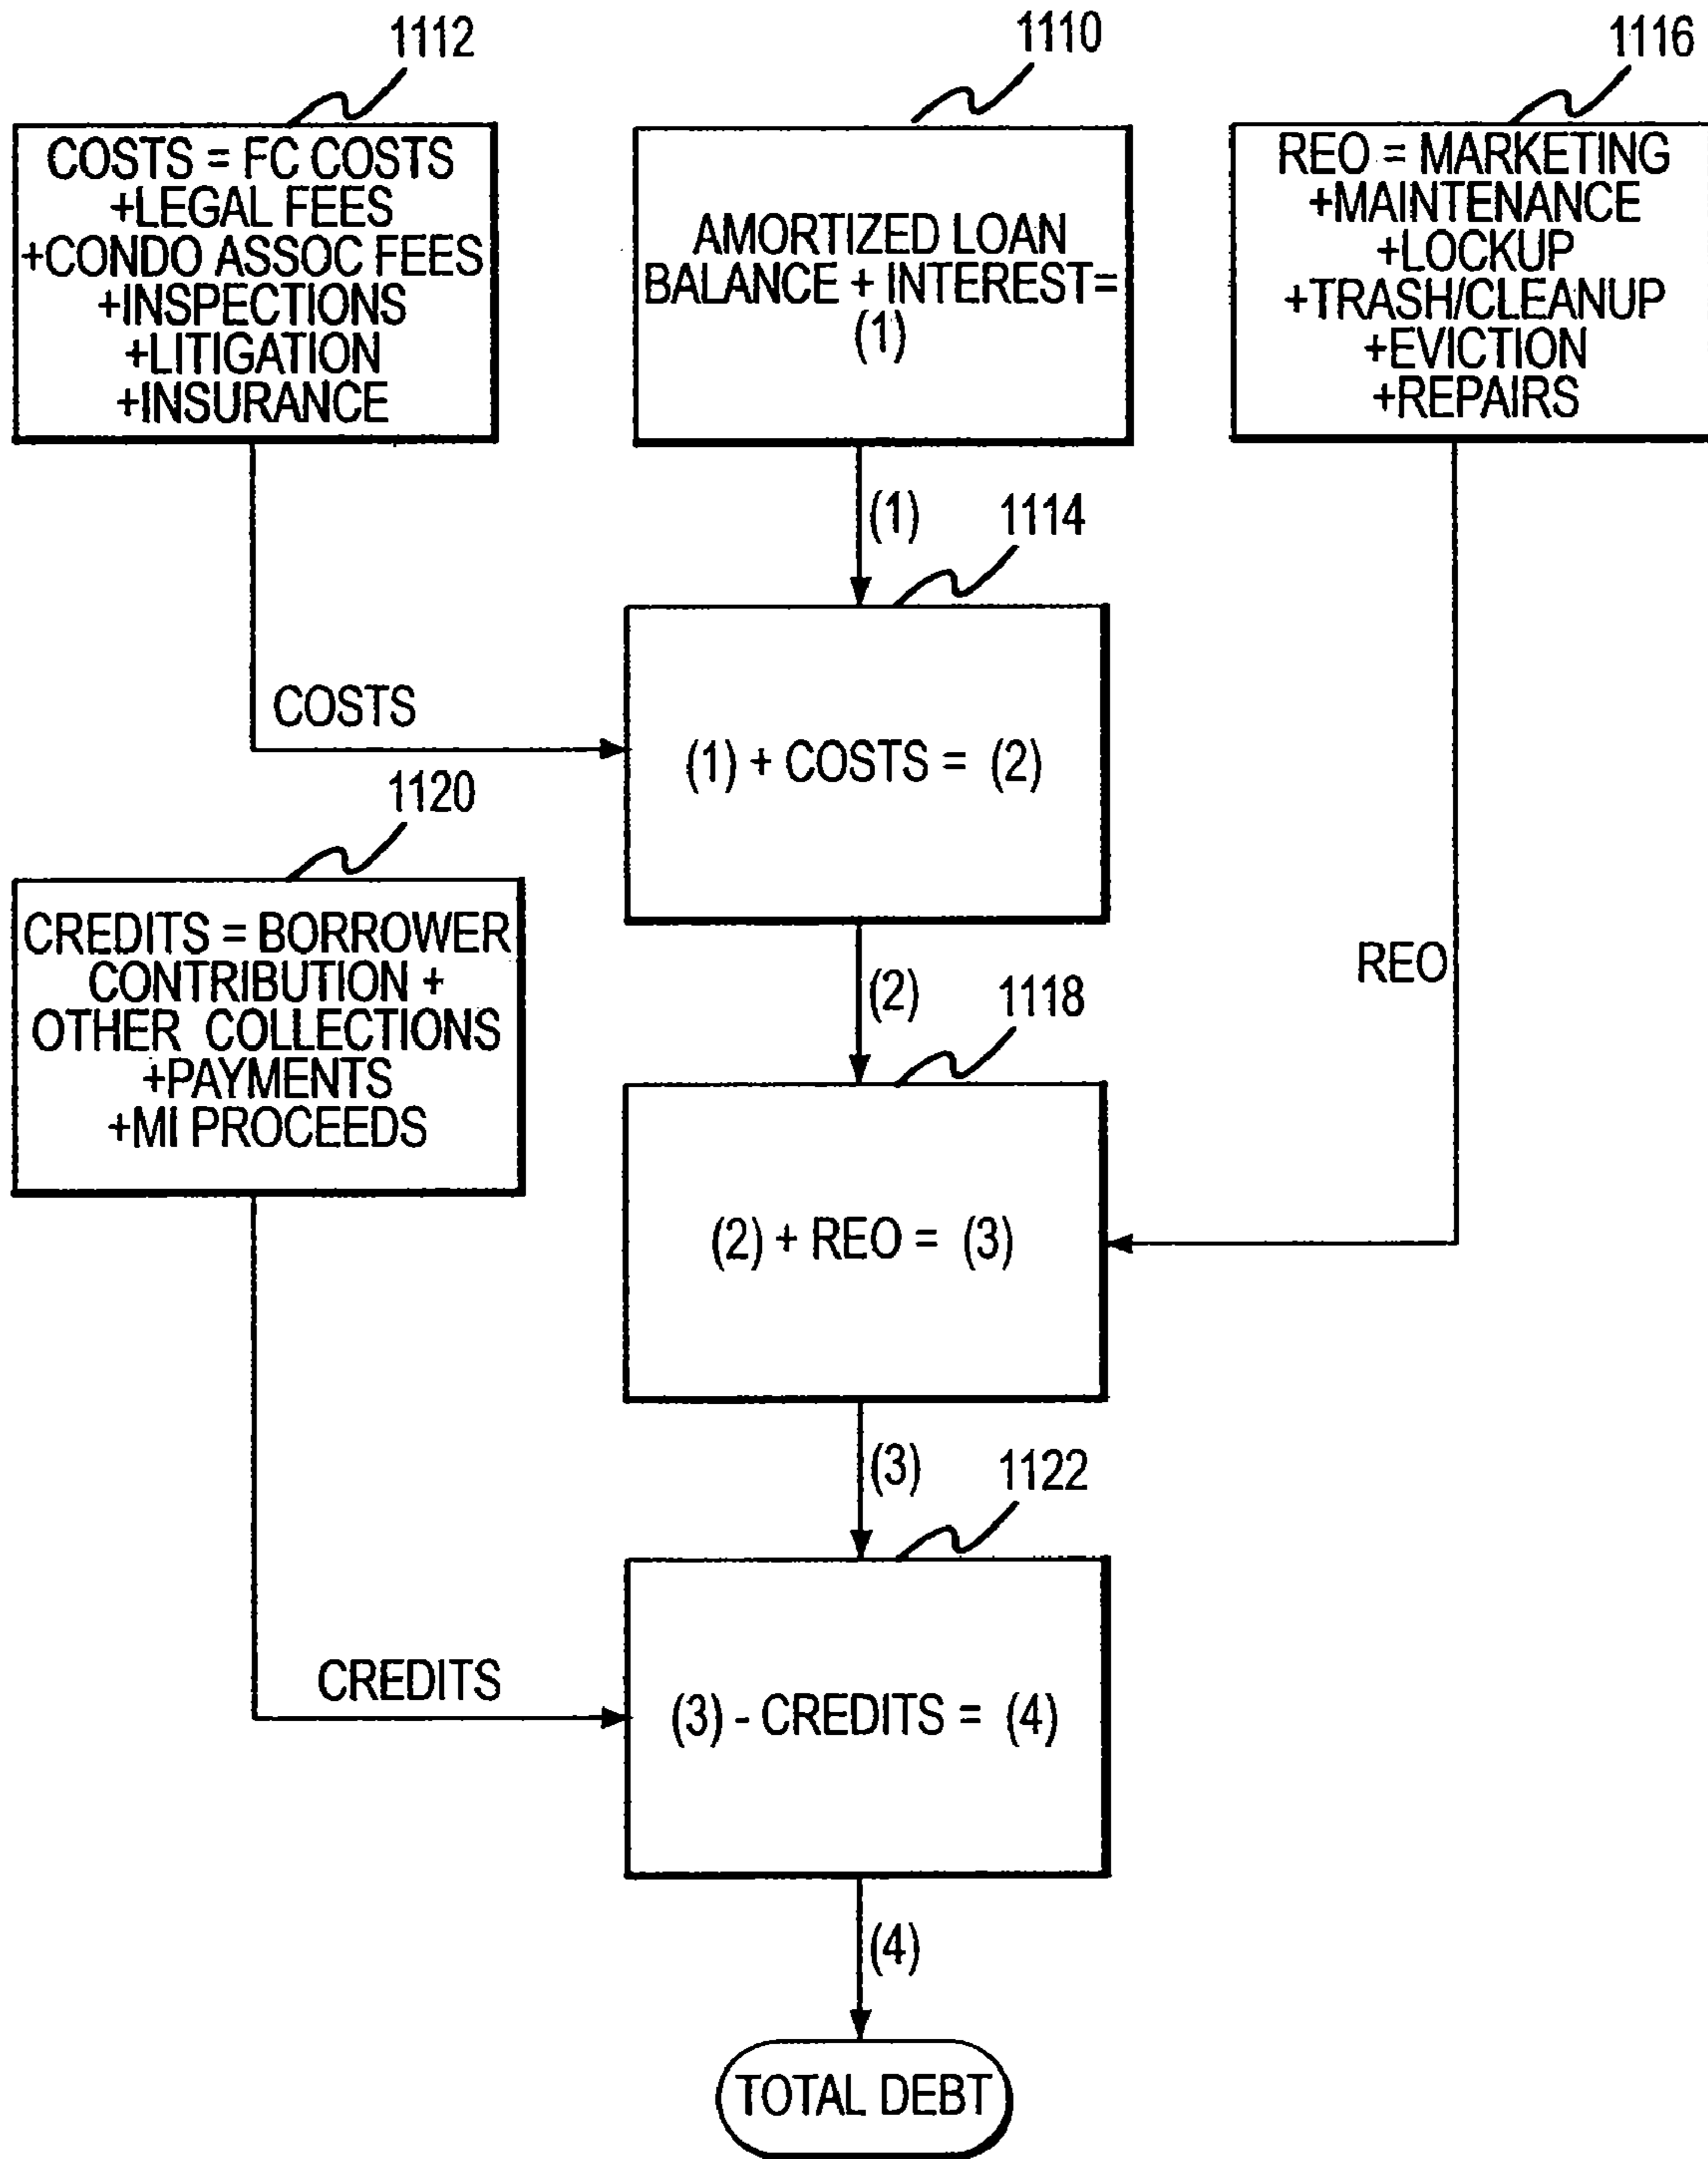 1112
COSTS = FC COSTS
+LEGAL FEES
+CONDO ASSOC FEES
+INSPECTIONS
+LITIGATION
+INSURANCE
1110
AMORTIZED LOAN
BALANCE + INTEREST=
(1)
1116
REO = MARKETING
+MAINTENANCE
+LOCKUP
+TRASH/CLEANUP
+EVICTION
+REPAIRS
(1)
1114
COSTS
(1) + COSTS = (2)
1120
CREDITS = BORROWER
CONTRIBUTION +
OTHER COLLECTIONS
+PAYMENTS
+MI PROCEEDS
(2)
1118
REO
(2) + REO = (3)
(3)
1122
CREDITS
(3) - CREDITS = (4)
(4)
TOTAL DEBT